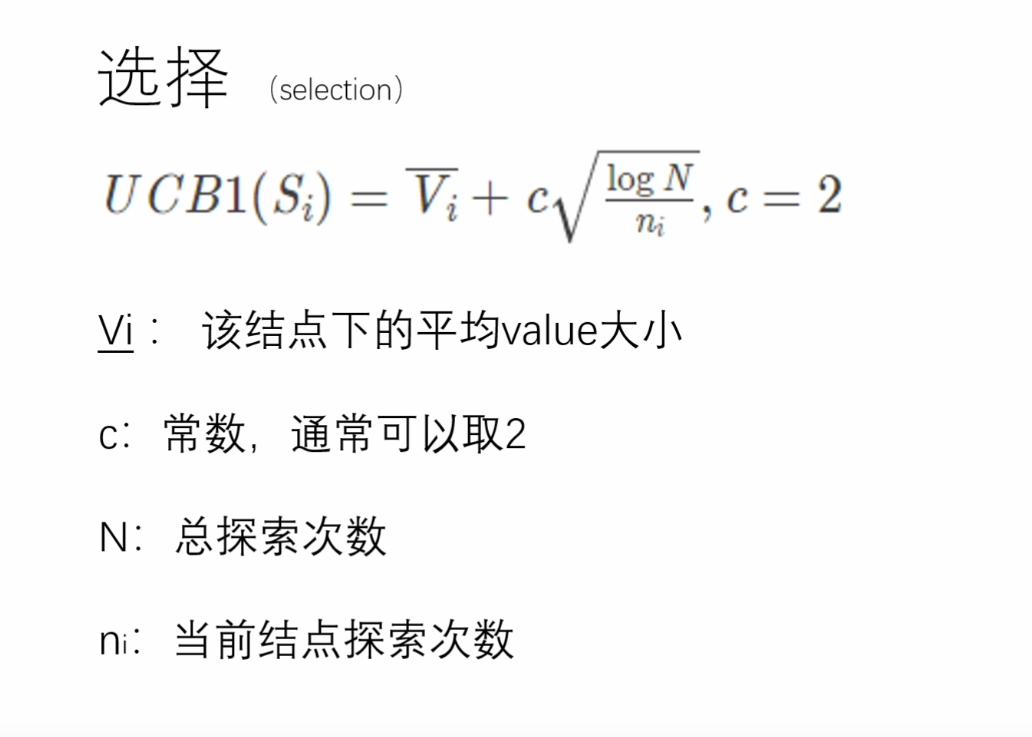 选择 (selection)
$UCB1(S_i) = \overline{V_i} + c\sqrt{\frac{\log N}{n_i}}, c = 2$
Vi： 该结点下的平均value大小
c：常数，通常可以取2
N：总探索次数
ni：当前结点探索次数